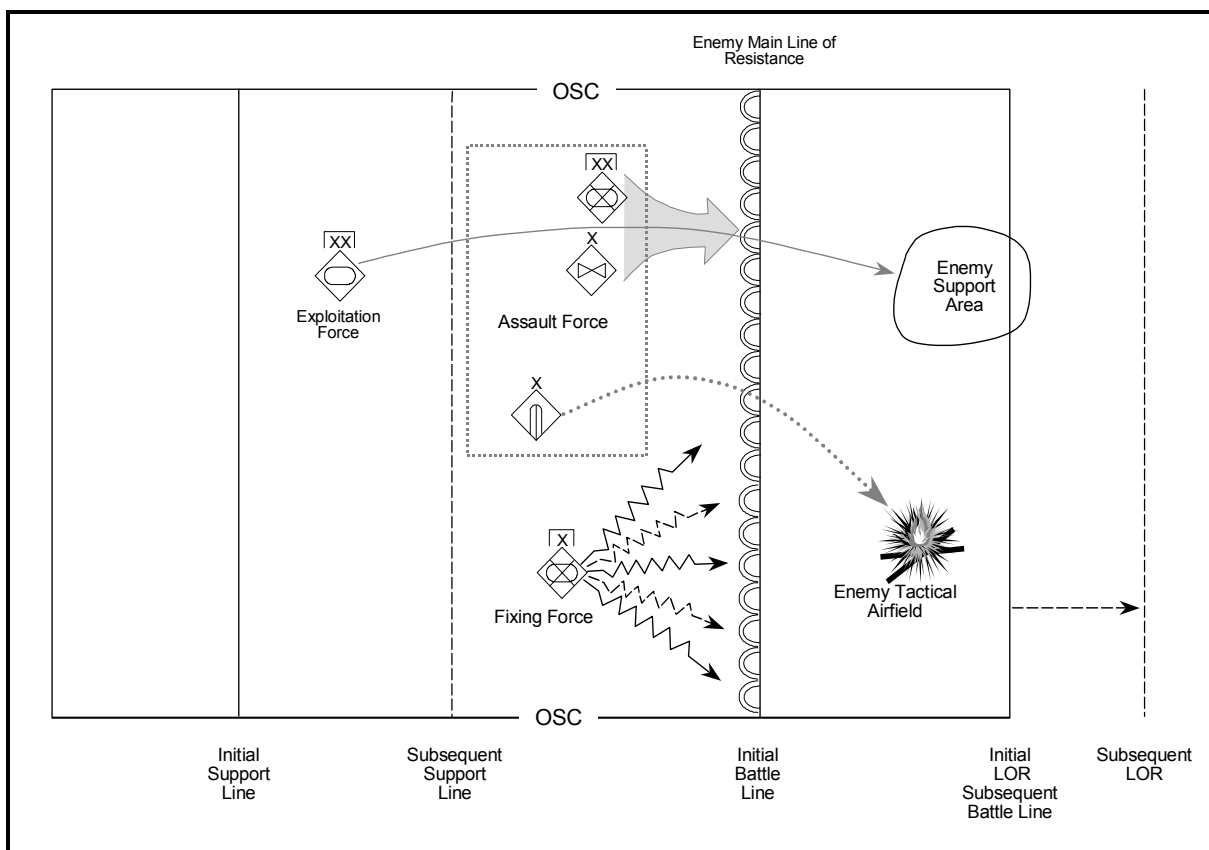 Enemy Main Line of
Resistance
OSC
XX
XX
X
Enemy
Support
Area
Exploitation
Force
Assault Force
X
X
Fixing Force
Enemy Tactical
Airfield
OSC
Initial
Support
Line
Subsequent
Support
Line
Initial
Battle
Line
Initial
LOR
Subsequent
Battle Line
Subsequent
LOR